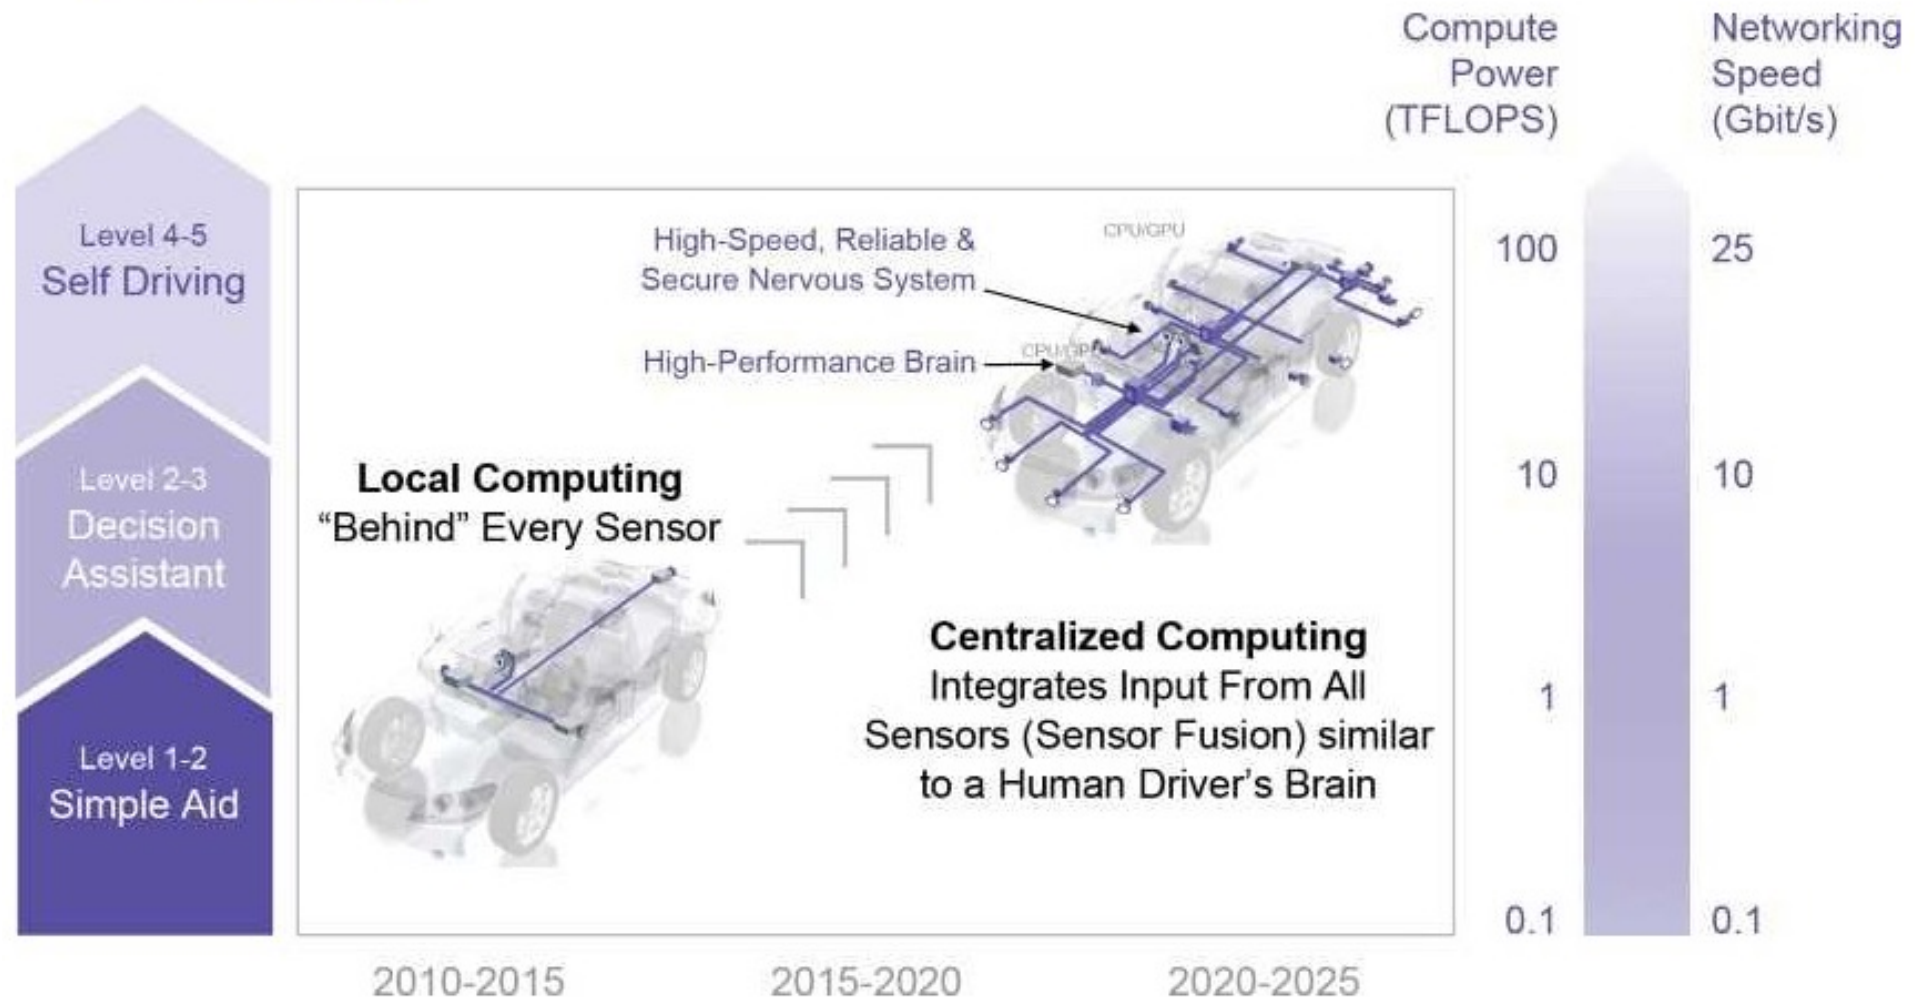 Compute
Power
(TFLOPS)
Networking
Speed
(Gbit/s)
Level 4-5
Self Driving
Level 2-3
Decision
Assistant
Level 1-2
Simple Aid
High-Speed, Reliable &
Secure Nervous System
High-Performance Brain
CPU/GPU
CPU/GPU
Local Computing
“Behind” Every Sensor
Centralized Computing
Integrates Input From All
Sensors (Sensor Fusion) similar
to a Human Driver’s Brain
100
25
10
10
1
1
0.1
0.1
2010-2015
2015-2020
2020-2025